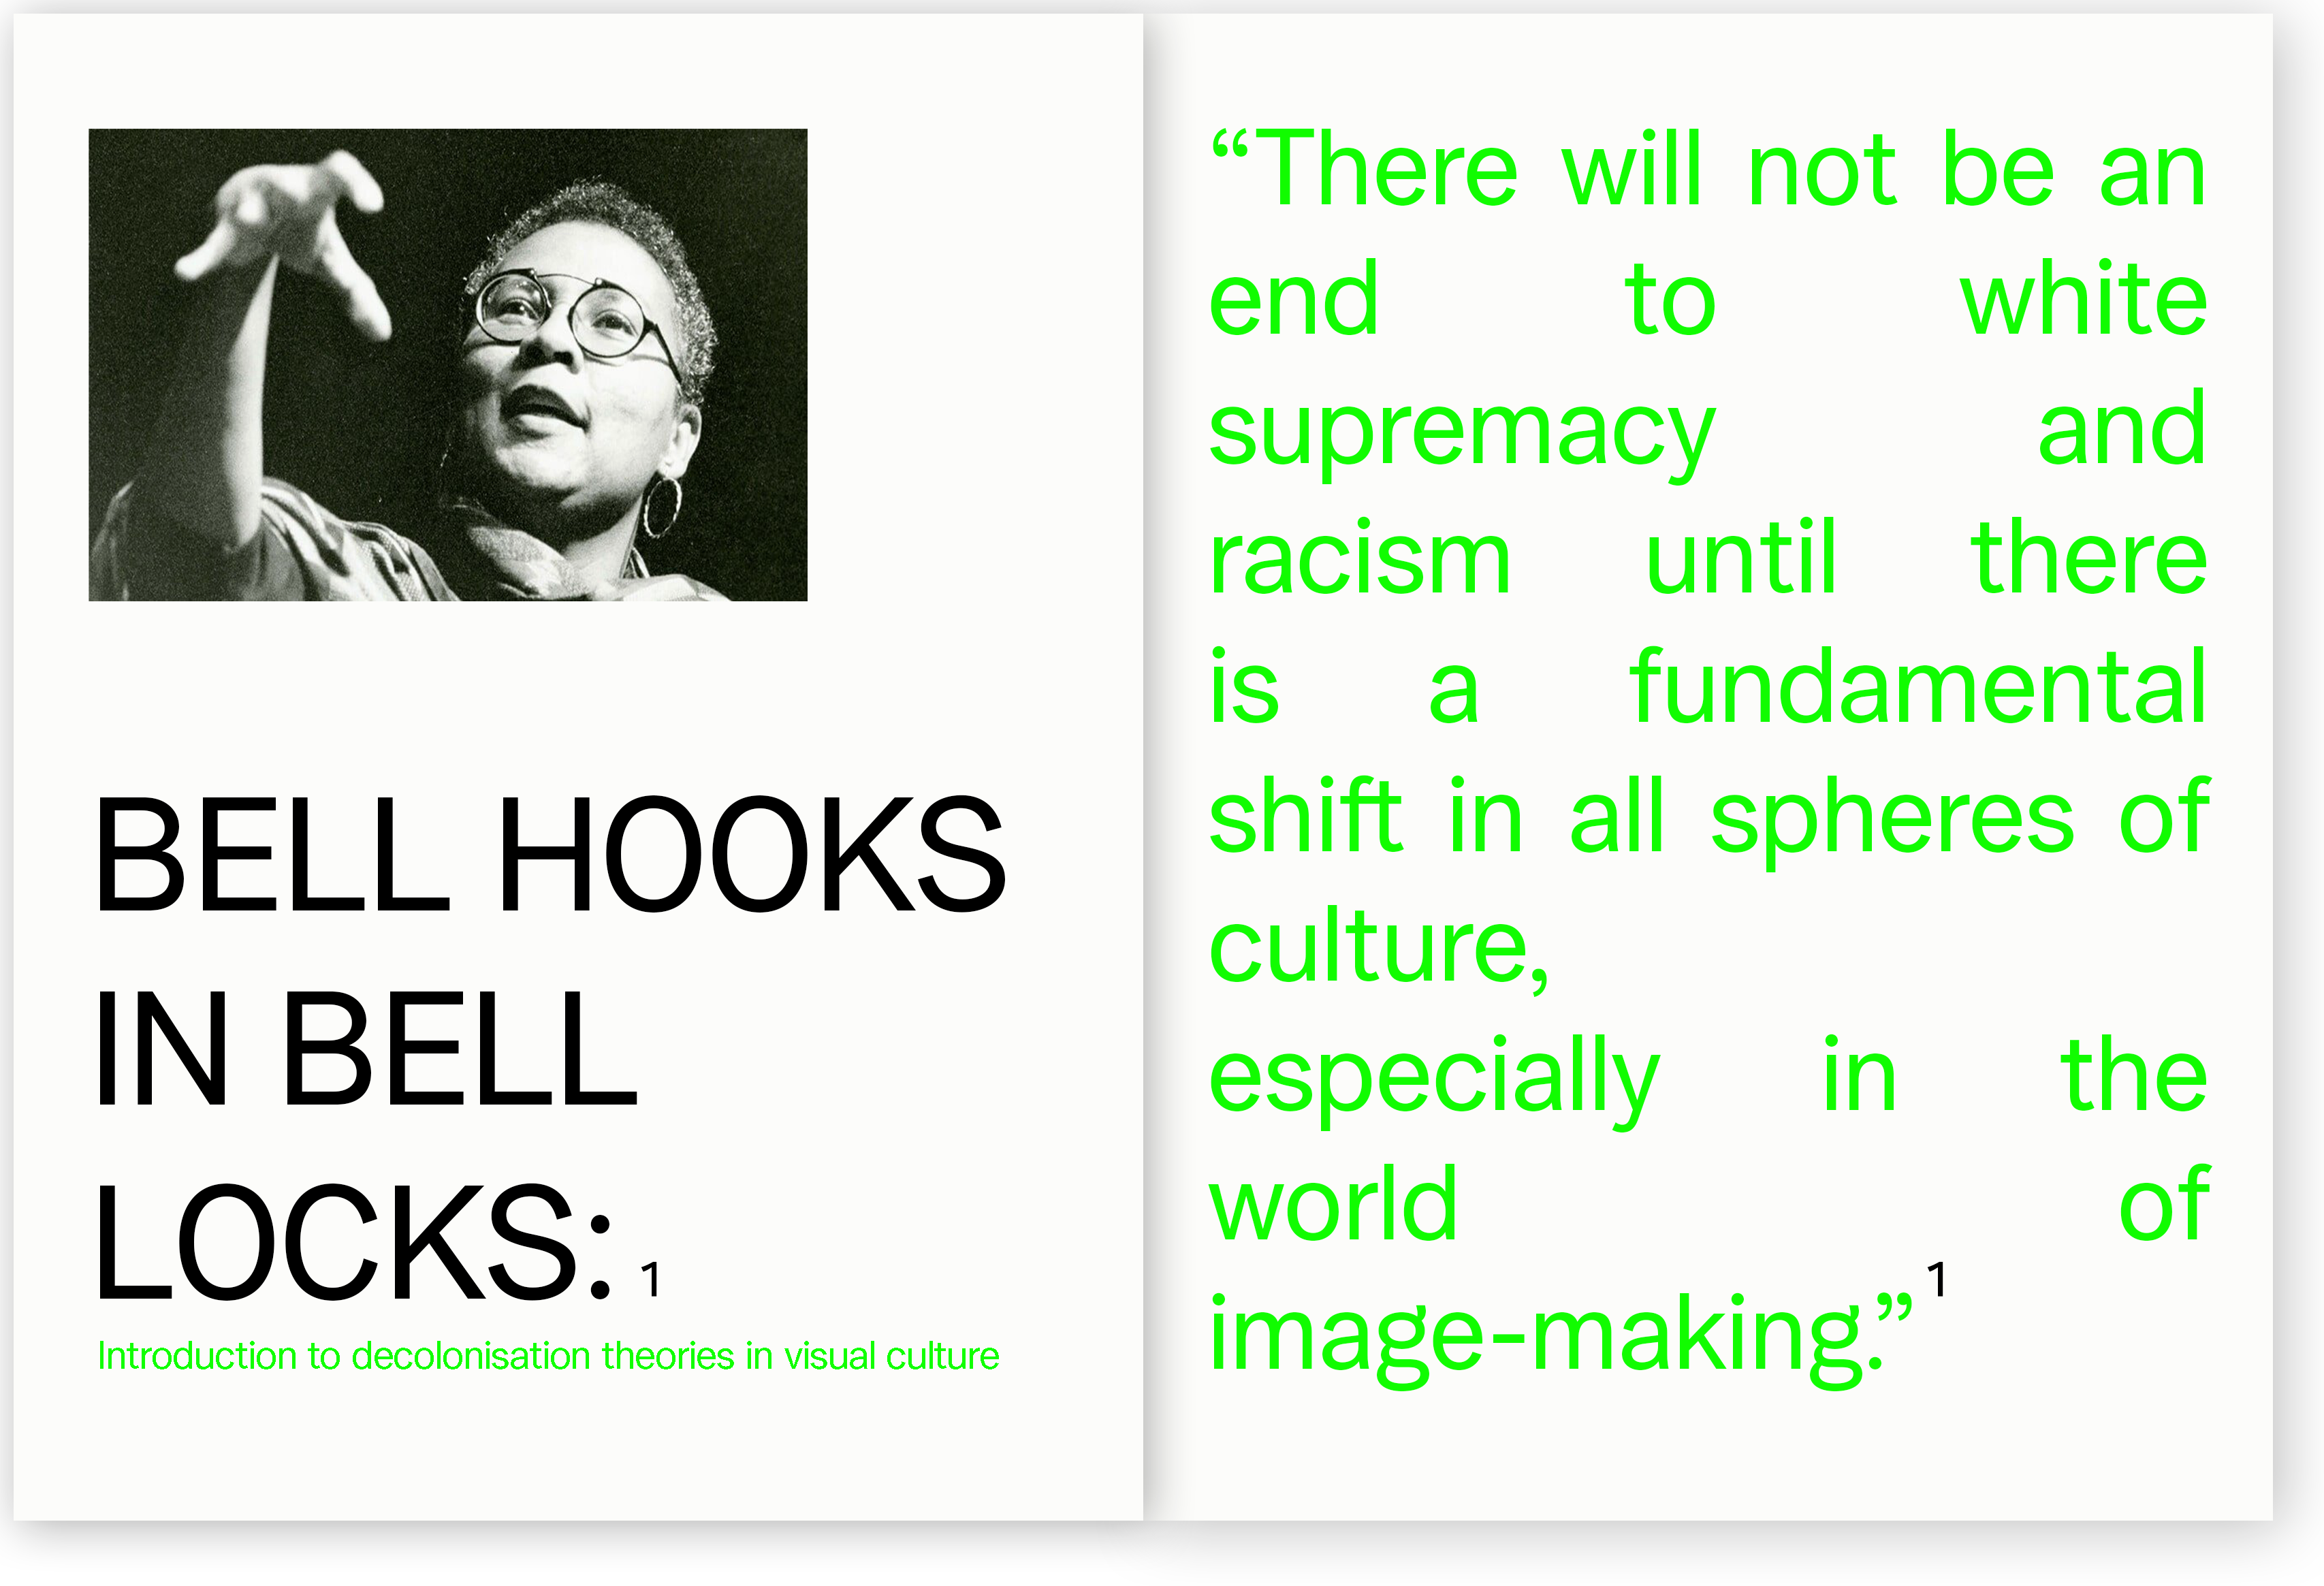 BELL HOOKS
IN BELL
LOCKS: 1
Introduction to decolonisation theories in visual culture
“There will not be an
end to white
supremacy and
racism until there
is a fundamental
shift in all spheres of
culture,
especially in the
world of
image-making.” 1